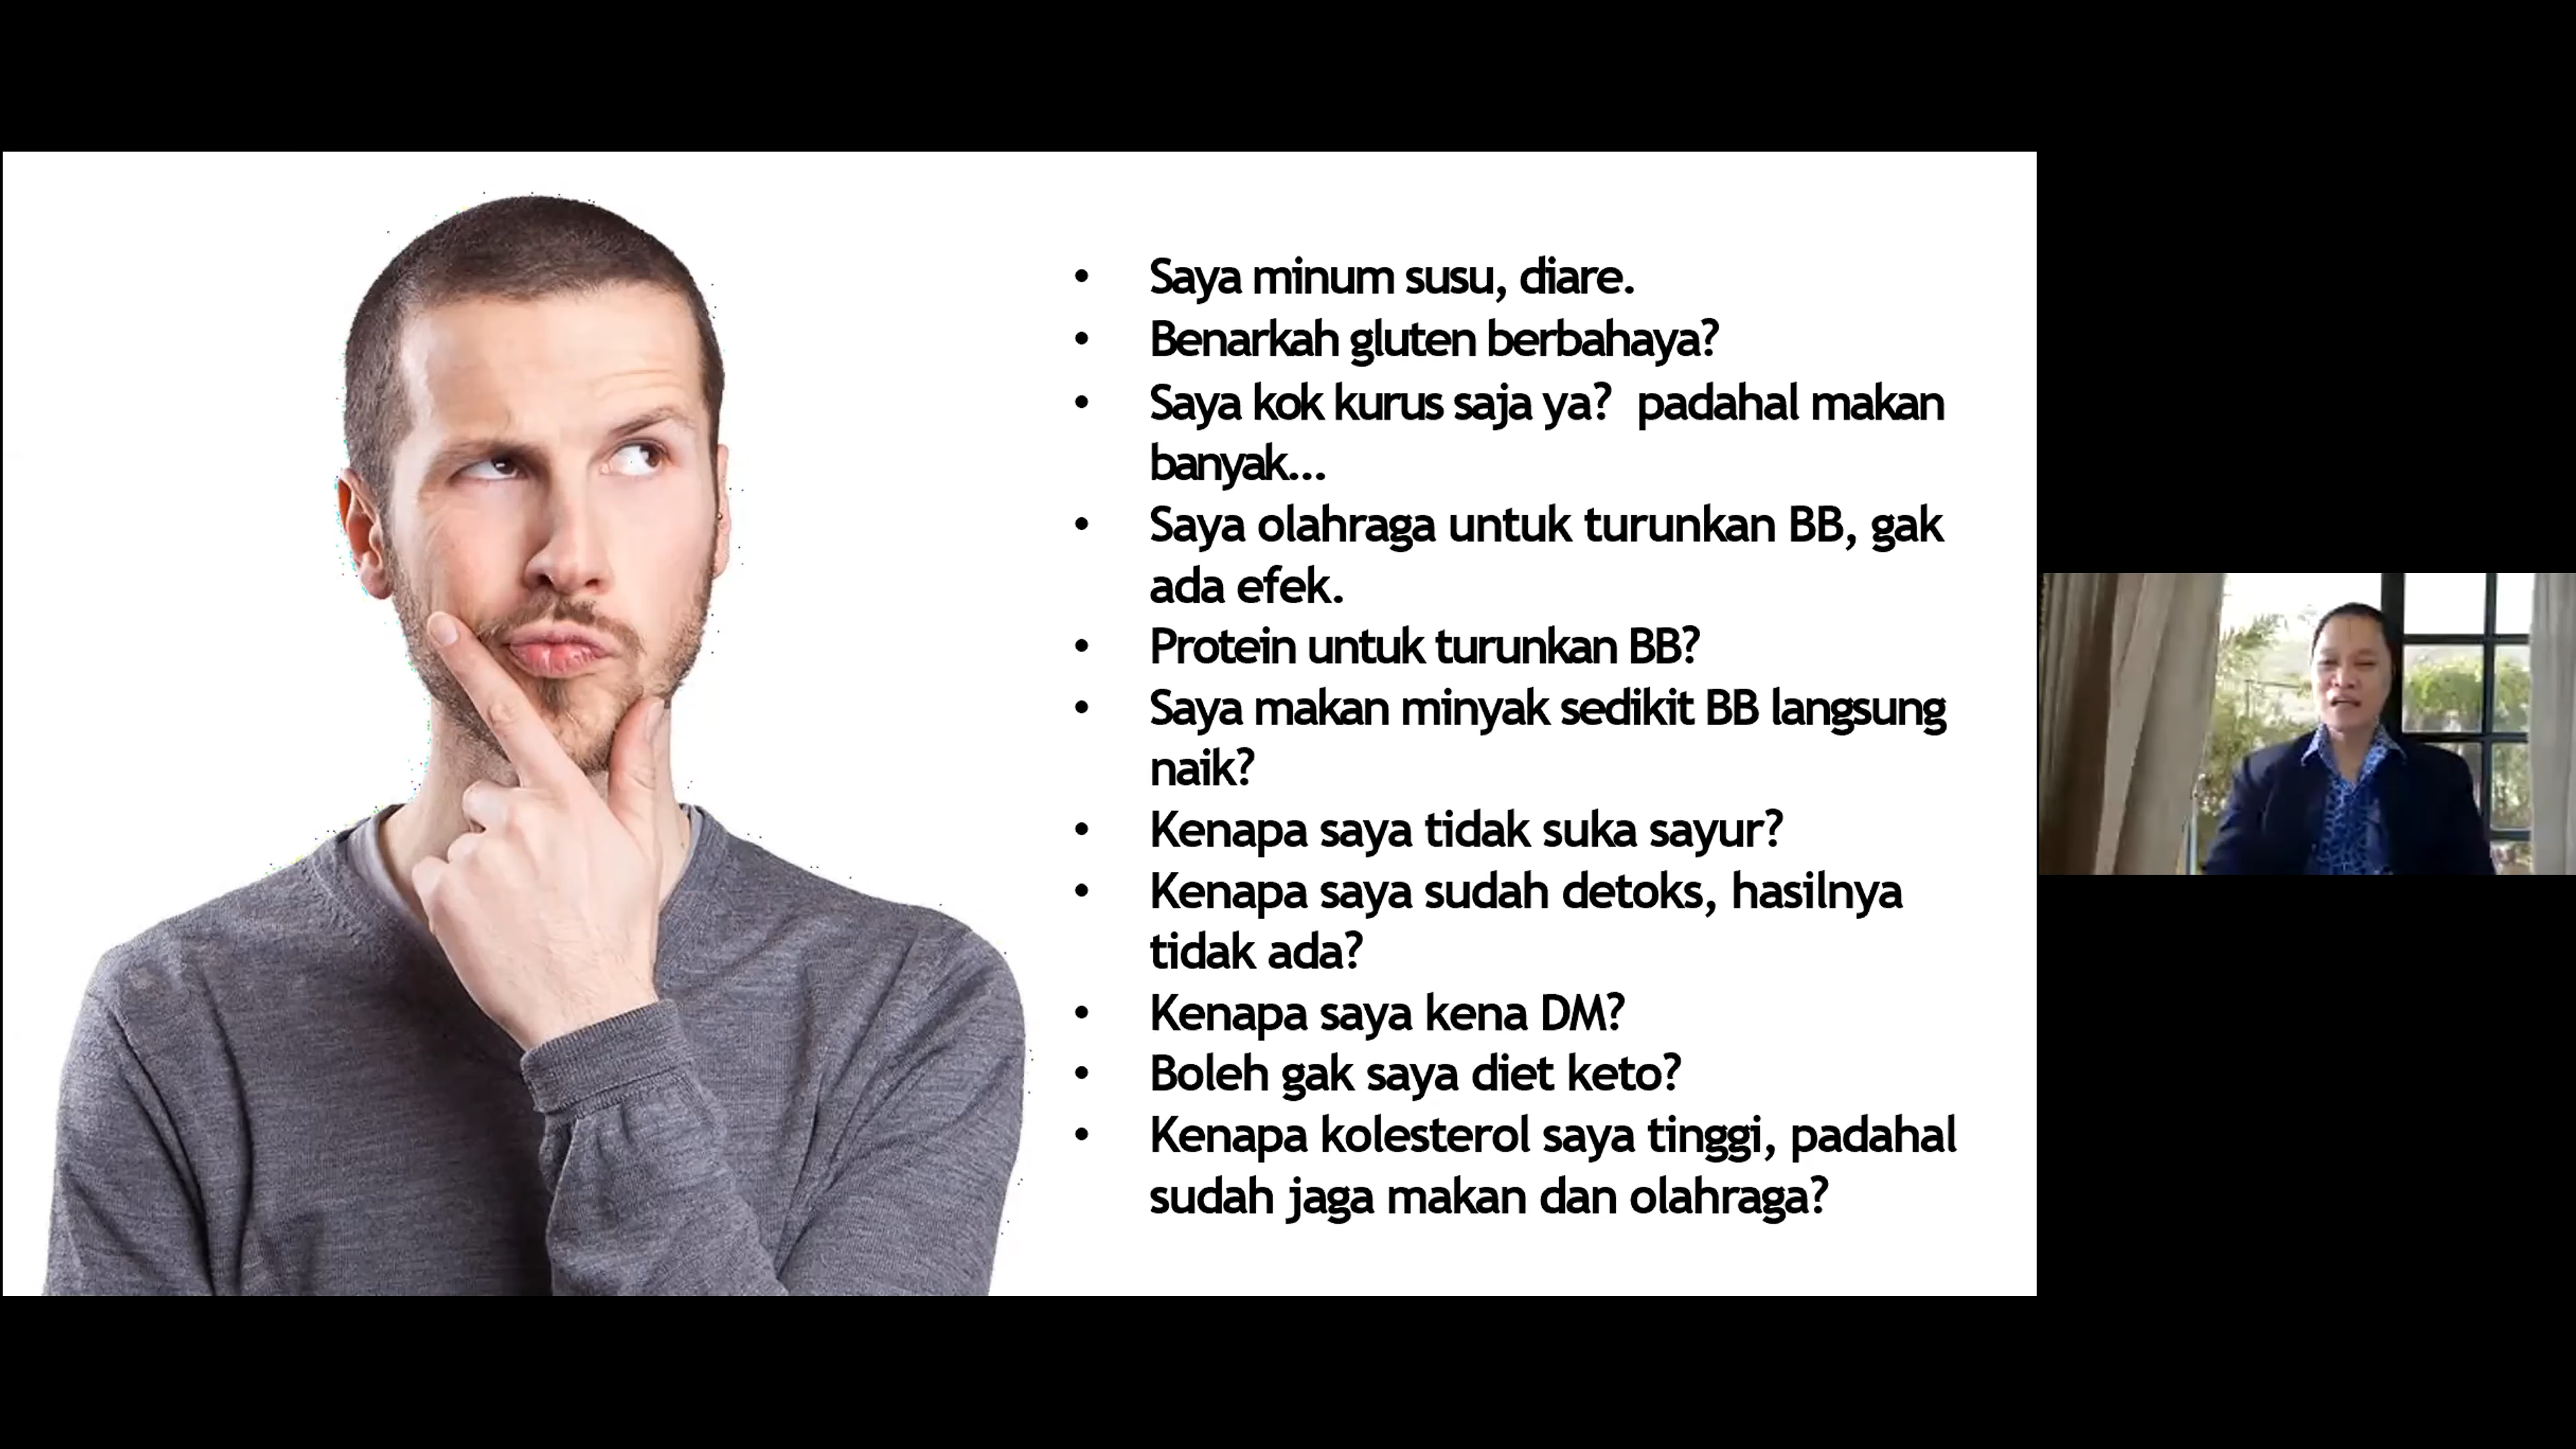 • Saya minum susu, diare.
• Benarkah gluten berbahaya?
• Saya kok kurus saja ya?  padahal makan
banyak...
• Saya olahraga untuk turunkan BB, gak
ada efek.
• Protein untuk turunkan BB?
• Saya makan minyak sedikit BB langsung
naik?
• Kenapa saya tidak suka sayur?
• Kenapa saya sudah detoks, hasilnya
tidak ada?
• Kenapa saya kena DM?
• Boleh gak saya diet keto?
• Kenapa kolesterol saya tinggi, padahal
sudah jaga makan dan olahraga?